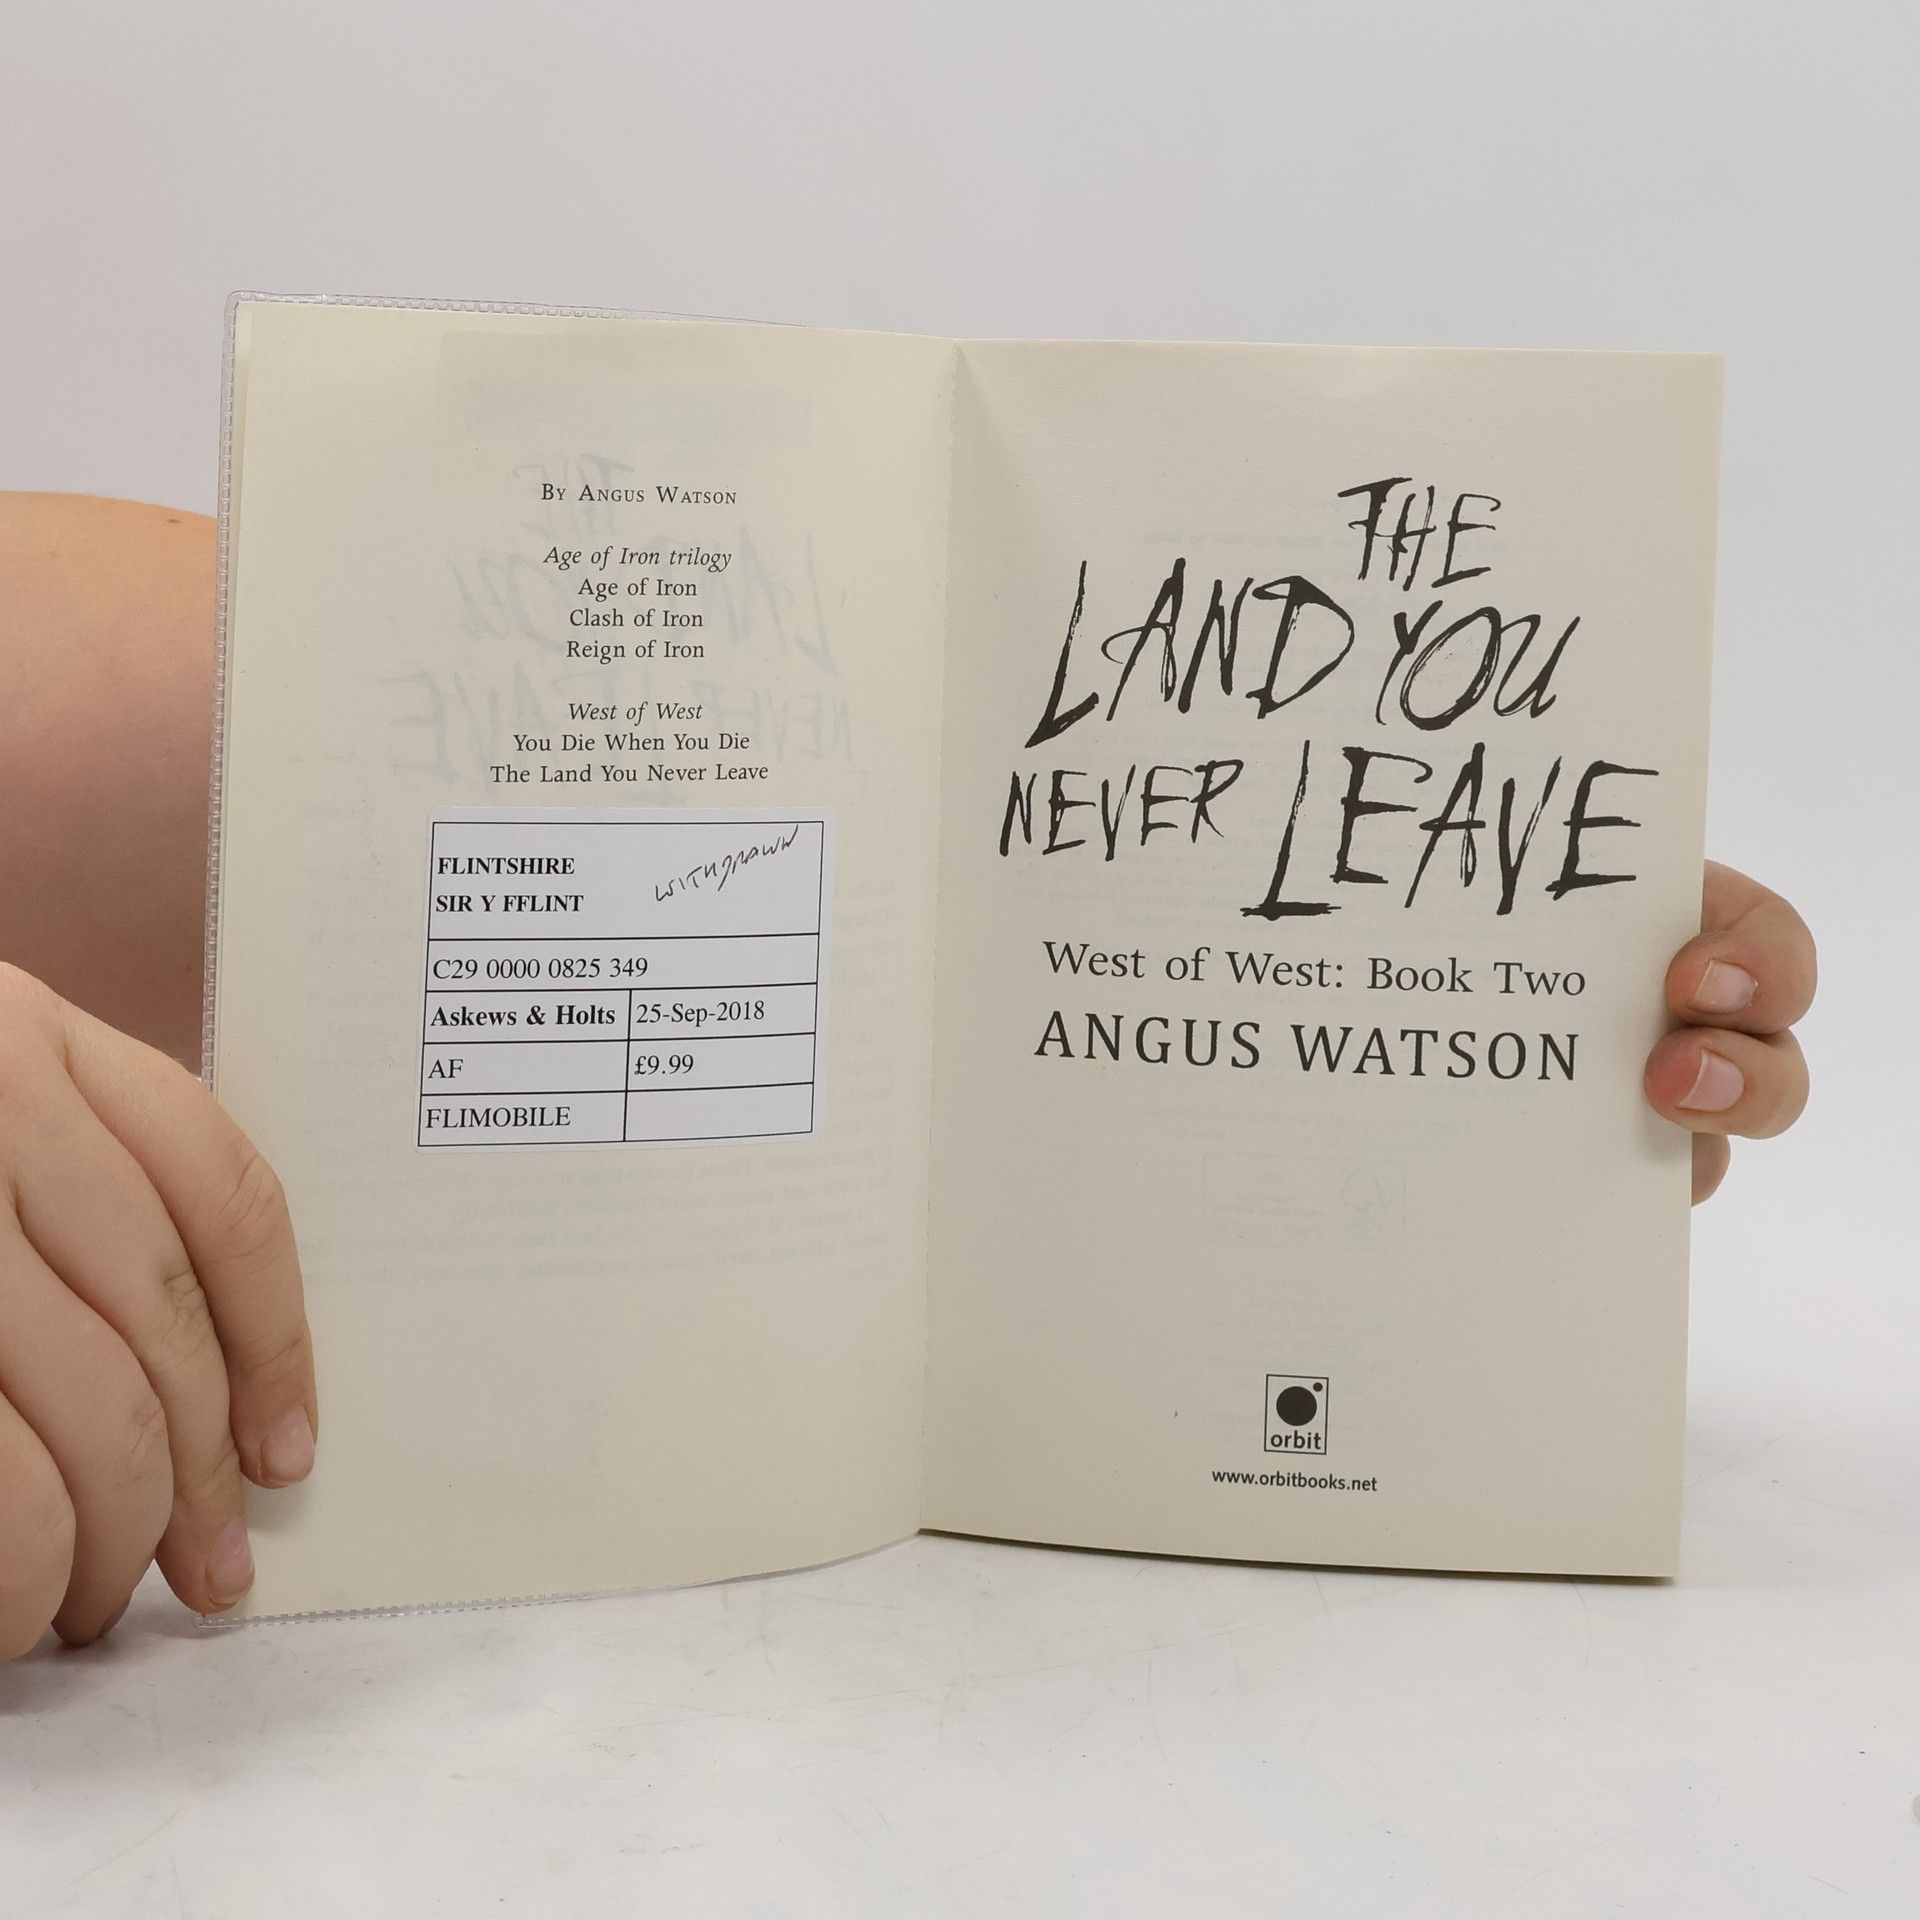 By Angus Watson
Age of Iron trilogy
Age of Iron
Clash of Iron
Reign of Iron
West of West
You Die When You Die
The Land You Never Leave
FLINTSHIRE
SIR Y FFLINT
WITHDRAWN
C29 0000 0825 349
Askews & Holts 25-Sep-2018
AF £9.99
FLIMOBILE
THE
LAND YOU
NEVER LEAVE
West of West: Book Two
ANGUS WATSON
orbit
www.orbitbooks.net